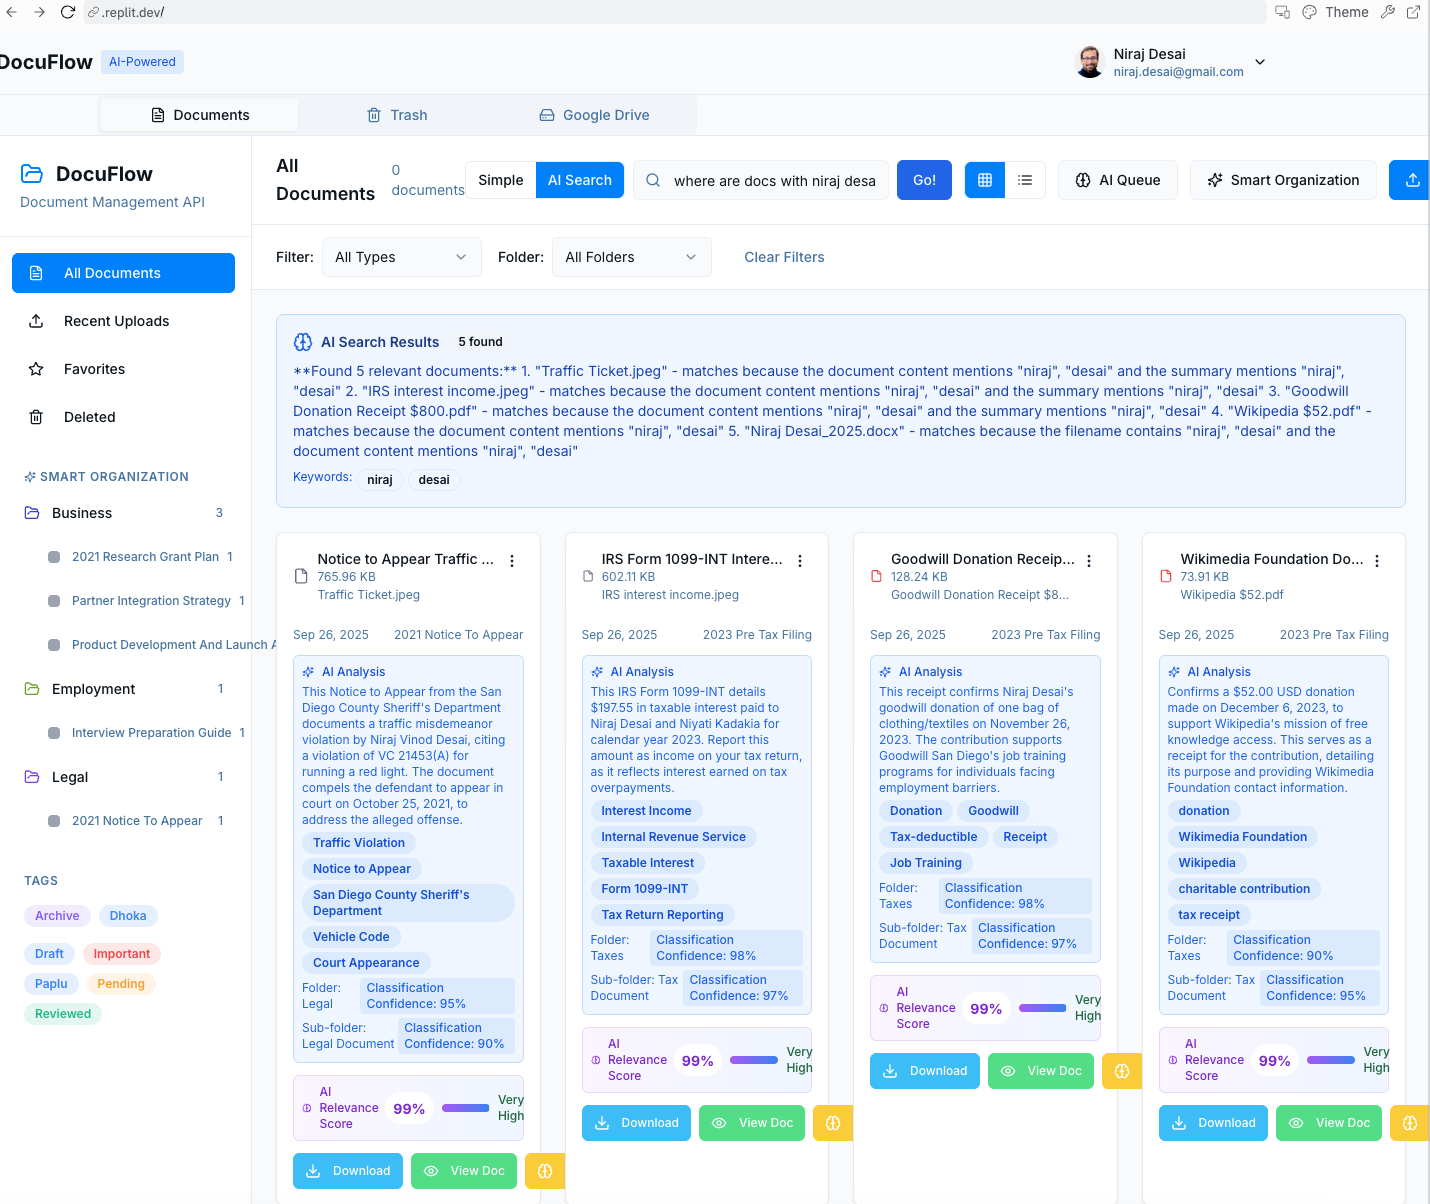 .replit.dev/
Theme
DocuFlow
AI-Powered
Niraj Desai
niraj.desai@gmail.com
Documents
Trash
Google Drive
DocuFlow
Document Management API
All Documents
Recent Uploads
Favorites
Deleted
SMART ORGANIZATION
Business 3
2021 Research Grant Plan 1
Partner Integration Strategy 1
Product Development And Launch A
Employment 1
Interview Preparation Guide 1
Legal 1
2021 Notice To Appear 1
TAGS
Archive
Dhoka
Draft
Important
Paplu
Pending
Reviewed
All
Documents
0
documents
Simple
AI Search
where are docs with niraj desa
Go!
AI Queue
Smart Organization
Filter:
All Types
Folder:
All Folders
Clear Filters
AI Search Results
5 found
**Found 5 relevant documents:** 1. "Traffic Ticket.jpeg" - matches because the document content mentions "niraj", "desai" and the summary mentions "niraj",
"desai" 2. "IRS interest income.jpeg" - matches because the document content mentions "niraj", "desai" and the summary mentions "niraj", "desai" 3. "Goodwill
Donation Receipt $800.pdf" - matches because the document content mentions "niraj", "desai" and the summary mentions "niraj", "desai" 4. "Wikipedia $52.pdf" -
matches because the document content mentions "niraj", "desai" 5. "Niraj Desai_2025.docx" - matches because the filename contains "niraj", "desai" and the
document content mentions "niraj", "desai"
Keywords:
niraj
desai
Notice to Appear Traffic ...
765.96 KB
Traffic Ticket.jpeg
Sep 26, 2025
2021 Notice To Appear
AI Analysis
This Notice to Appear from the San
Diego County Sheriff's Department
documents a traffic misdemeanor
violation by Niraj Vinod Desai, citing
a violation of VC 21453(A) for
running a red light. The document
compels the defendant to appear in
court on October 25, 2021, to
address the alleged offense.
Traffic Violation
Notice to Appear
San Diego County Sheriff's
Department
Vehicle Code
Court Appearance
Folder:
Legal
Classification
Confidence: 95%
Sub-folder:
Legal Document
Classification
Confidence: 90%
AI
Relevance
Score
99%
Very
High
Download
View Doc
IRS Form 1099-INT Intere...
602.11 KB
IRS interest income.jpeg
Sep 26, 2025
2023 Pre Tax Filing
AI Analysis
This IRS Form 1099-INT details
$197.55 in taxable interest paid to
Niraj Desai and Niyati Kadakia for
calendar year 2023. Report this
amount as income on your tax return,
as it reflects interest earned on tax
overpayments.
Interest Income
Internal Revenue Service
Taxable Interest
Form 1099-INT
Tax Return Reporting
Folder:
Taxes
Classification
Confidence: 98%
Sub-folder: Tax
Document
Classification
Confidence: 97%
AI
Relevance
Score
99%
Very
High
Download
View Doc
Goodwill Donation Receip...
128.24 KB
Goodwill Donation Receipt $8...
Sep 26, 2025
2023 Pre Tax Filing
AI Analysis
This receipt confirms Niraj Desai's
goodwill donation of one bag of
clothing/textiles on November 26,
2023. The contribution supports
Goodwill San Diego's job training
programs for individuals facing
employment barriers.
Donation
Goodwill
Tax-deductible
Receipt
Job Training
Folder:
Taxes
Classification
Confidence: 98%
Sub-folder: Tax
Document
Classification
Confidence: 97%
AI
Relevance
Score
99%
Very
High
Download
View Doc
Wikimedia Foundation Do...
73.91 KB
Wikipedia $52.pdf
Sep 26, 2025
2023 Pre Tax Filing
AI Analysis
Confirms a $52.00 USD donation
made on December 6, 2023, to
support Wikipedia's mission of free
knowledge access. This serves as a
receipt for the contribution, detailing
its purpose and providing Wikimedia
Foundation contact information.
donation
Wikimedia Foundation
Wikipedia
charitable contribution
tax receipt
Folder:
Taxes
Classification
Confidence: 90%
Sub-folder: Tax
Document
Classification
Confidence: 95%
AI
Relevance
Score
99%
Very
High
Download
View Doc